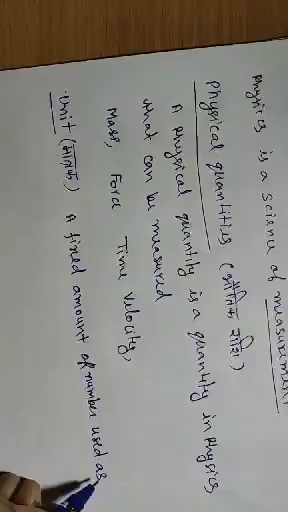 Physics is a science of measurement
Physical quantities (भौतिक राशि)
A physical quantity is a quantity in physics
that can be measured
Mass, Force Time Velocity,
Unit (मात्रक) A fixed amount of number used as